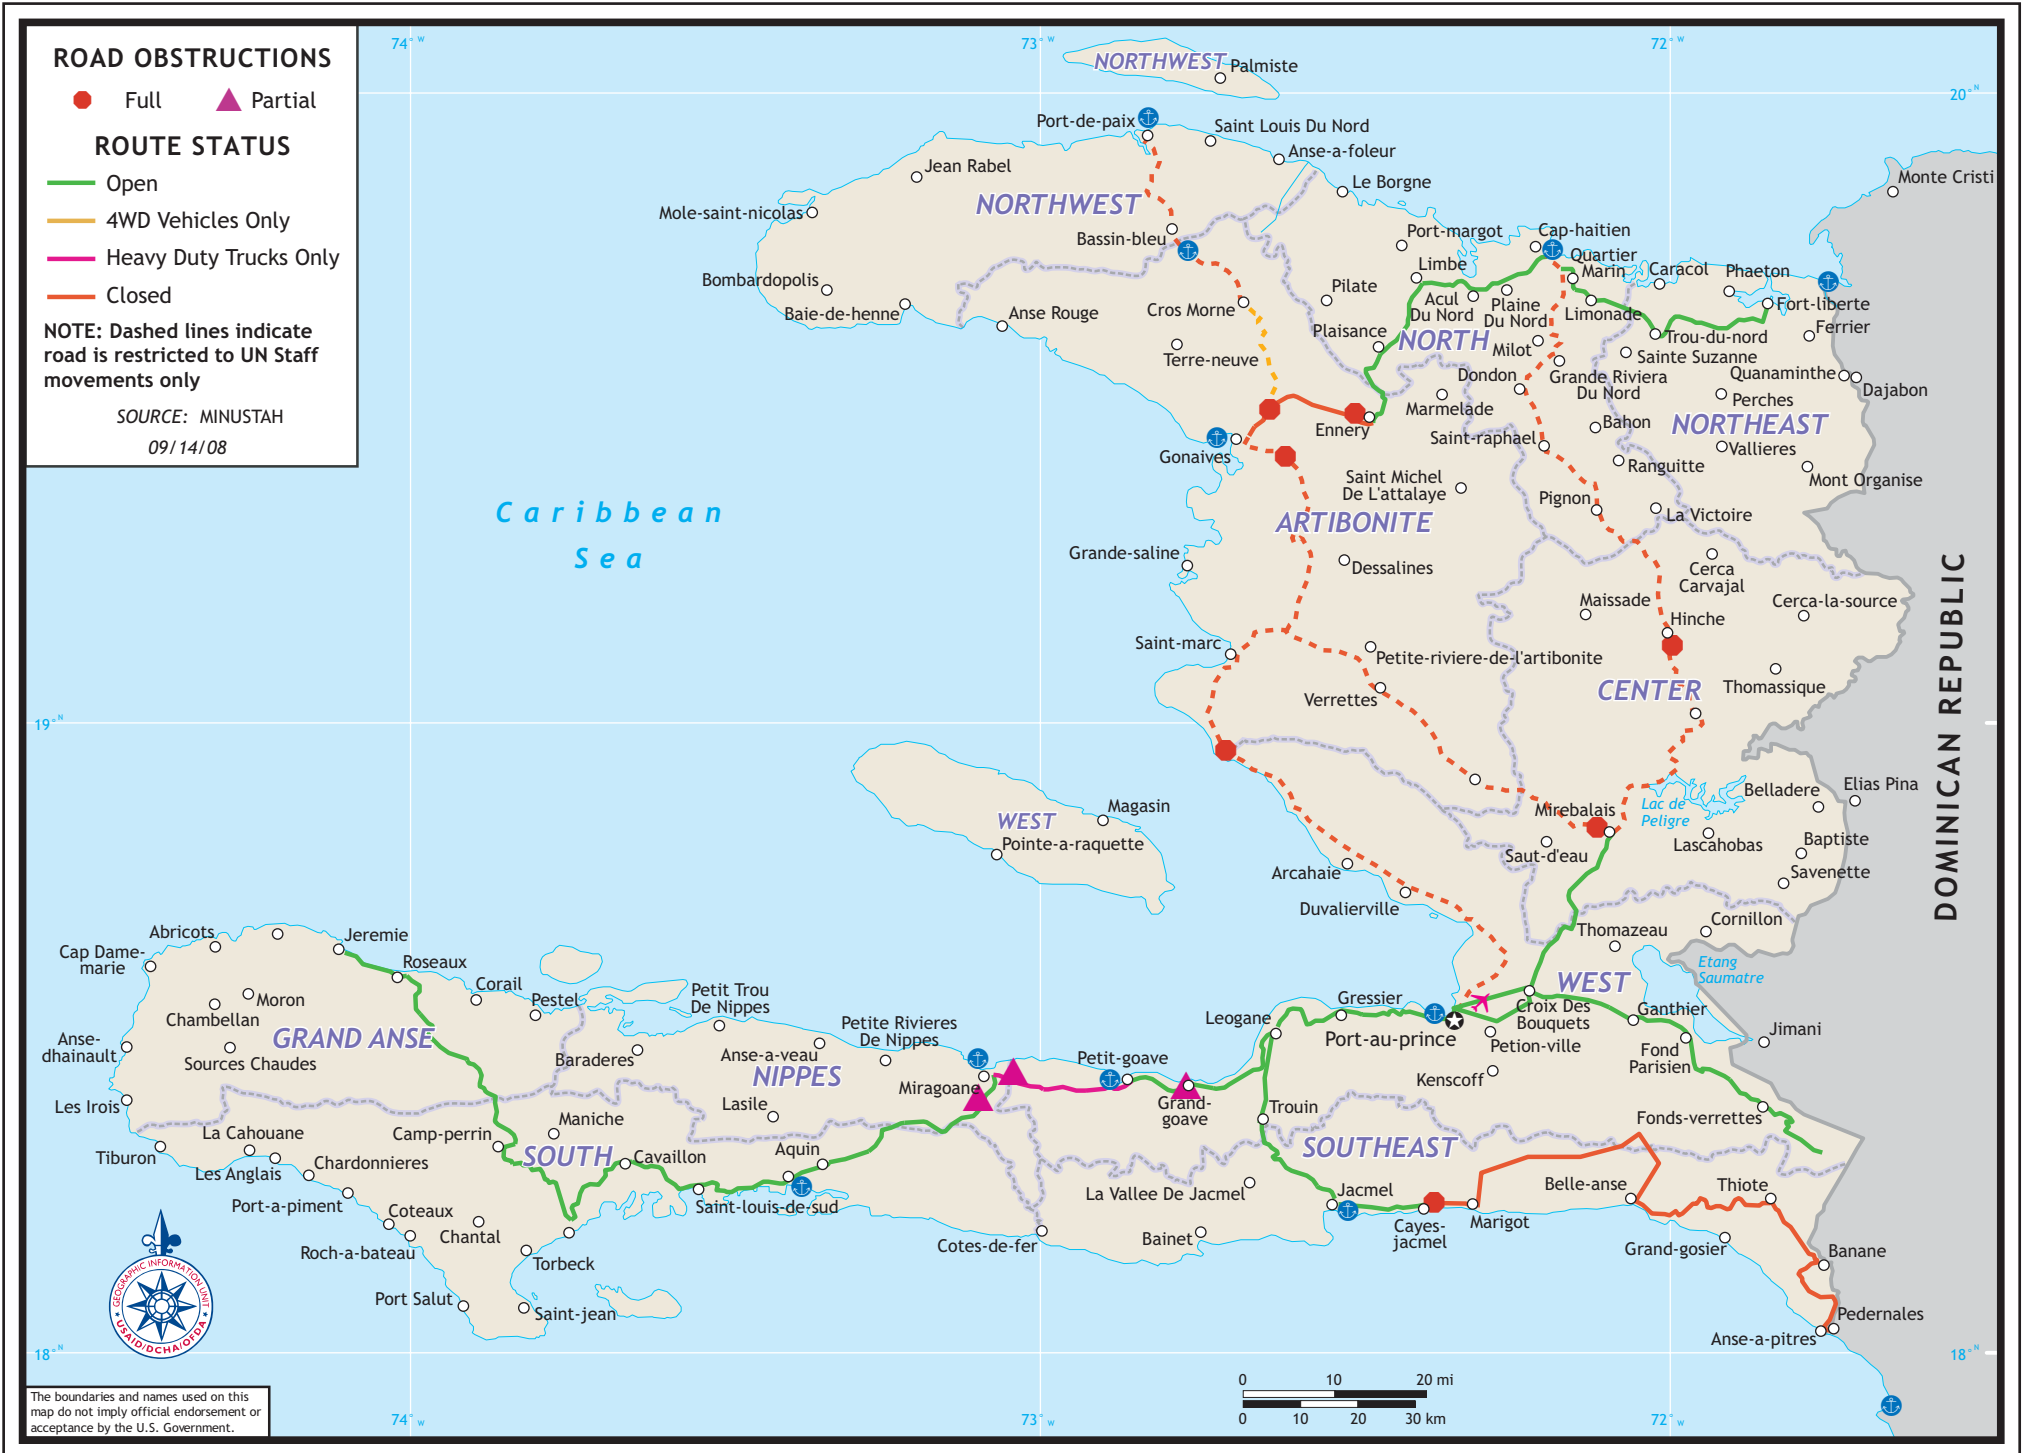 ROAD OBSTRUCTIONS
Full
Partial
ROUTE STATUS
Open
4WD Vehicles Only
Heavy Duty Trucks Only
Closed
NOTE: Dashed lines indicate
road is restricted to UN Staff
movements only
SOURCE: MINUSTAH
09/14/08
74°W
73°W
72°W
20°N
NORTHWEST
Palmiste
Port-de-paix
Saint Louis Du Nord
Anse-a-foleur
Jean Rabel
Le Borgne
Monte Cristi
Mole-saint-nicolas
NORTHWEST
Bassin-bleu
Port-margot
Cap-haitien
Quartier
Marin
Caracol
Phaeton
Limbe
Bombardopolis
Pilate
Baie-de-henne
Anse Rouge
Cros Morne
Acul
Du Nord
Plaine
Du Nord
Limonade
Fort-liberte
Ferrier
Plaisance
NORTH
Milot
Trou-du-nord
Sainte Suzanne
Terre-neuve
Dondon
Grande Riviera
Du Nord
Quanaminthe
Dajabon
Marmelade
Perches
Ennery
Saint-raphael
Bahon
NORTHEAST
Gonaives
Ranguitte
Vallieres
Mont Organise
Saint Michel
De L'attalaye
Pignon
La Victoire
Caribbean
Sea
ARTIBONITE
Grande-saline
Dessalines
Cerca
Carvajal
Maissade
Cerca-la-source
Hinche
DOMINICAN REPUBLIC
Saint-marc
Petite-riviere-de-l'artibonite
Verrettes
CENTER
Thomassique
19°N
Magasin
WEST
Pointe-a-raquette
Mirebalais
Lac de
Peligre
Belladere
Elias Pina
Saut-d'eau
Lascahobas
Baptiste
Savenette
Arcahaie
Duvalierville
Cornillon
Thomazeau
Abricots
Jeremie
Cap Dame-
marie
Roseaux
Corail
Pestel
Etang
Saumatre
WEST
Moron
Chambellan
Petit Trou
De Nippes
Gressier
Croix Des
Bouquets
Ganthier
GRAND ANSE
Petite Rivieres
De Nippes
Leogane
Port-au-prince
Petion-ville
Jimani
Anse-
dhainault
Sources Chaudes
Baraderes
Anse-a-veau
NIPPES
Petit-goave
Fond
Parisien
Kenscoff
Miragoane
Les Irois
Lasile
Grand-
goave
Trouin
Fonds-verrettes
Maniche
La Cahouane
Camp-perrin
SOUTH
Aquin
SOUTHEAST
Tiburon
Les Anglais
Chardonnieres
Cavaillon
La Vallee De Jacmel
Jacmel
Belle-anse
Thiote
Port-a-piment
Saint-louis-de-sud
Coteaux
Chantal
Cayes-
jacmel
Marigot
Roch-a-bateau
Cotes-de-fer
Bainet
Grand-gosier
Banane
Torbeck
Port Salut
Saint-jean
Pedernales
Anse-a-pitres
GEOGRAPHIC INFORMATION UNIT
USAID/DCHA/OFDA
18°N
18°N
0 10 20 mi
0 10 20 30 km
The boundaries and names used on this
map do not imply official endorsement or
acceptance by the U.S. Government.
74°W
73°W
72°W